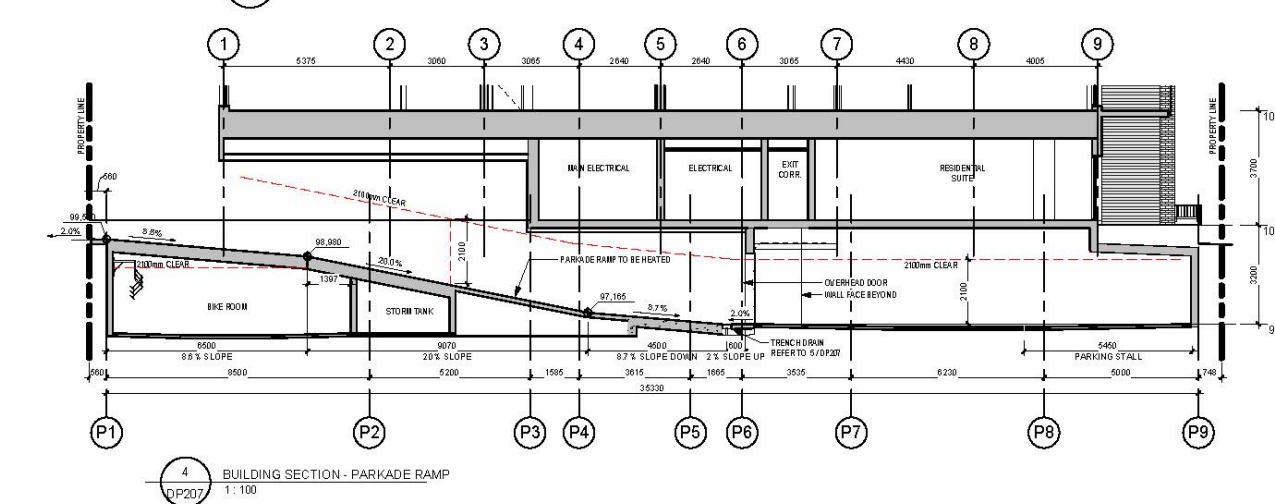 1 2 3 4 5 6 7 8 9
5375 3060 3065 2640 2640 3065 4430 4005
PROPERTY LINE
PROPERTY LINE
MAIN ELECTRICAL
ELECTRICAL
EXIT
CORR.
RESIDENTIAL
SUITE
3700
560
2100mm CLEAR
2.0%
8.6%
98,980
2100
20.0%
PARKADE RAMP TO BE HEATED
2100mm CLEAR
2100mm CLEAR
1397
OVERHEAD DOOR
WALL FACE BEYOND
2100
3200
BIKE ROOM
STORM TANK
97,165
8.7%
2.0%
TRENCH DRAIN
REFER TO 5 / DP207
6500 9070 4500 600 5450
8.6 % SLOPE 20 % SLOPE 8.7 % SLOPE DOWN 2 % SLOPE UP PARKING STALL
560 8500 5200 1585 3615 1665 3535 6230 5000 748
35330
P1 P2 P3 P4 P5 P6 P7 P8 P9
4
DP207
BUILDING SECTION - PARKADE RAMP
1 : 100